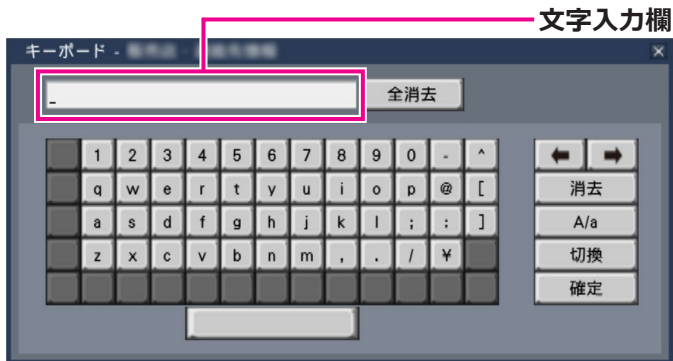 文字入力欄
キーボード -
_
全消去
1 2 3 4 5 6 7 8 9 0 - ^
q w e r t y u i o p @ [
消去
a s d f g h j k l ; : ]
A/a
z x c v b n m , . / ¥
切換
確定